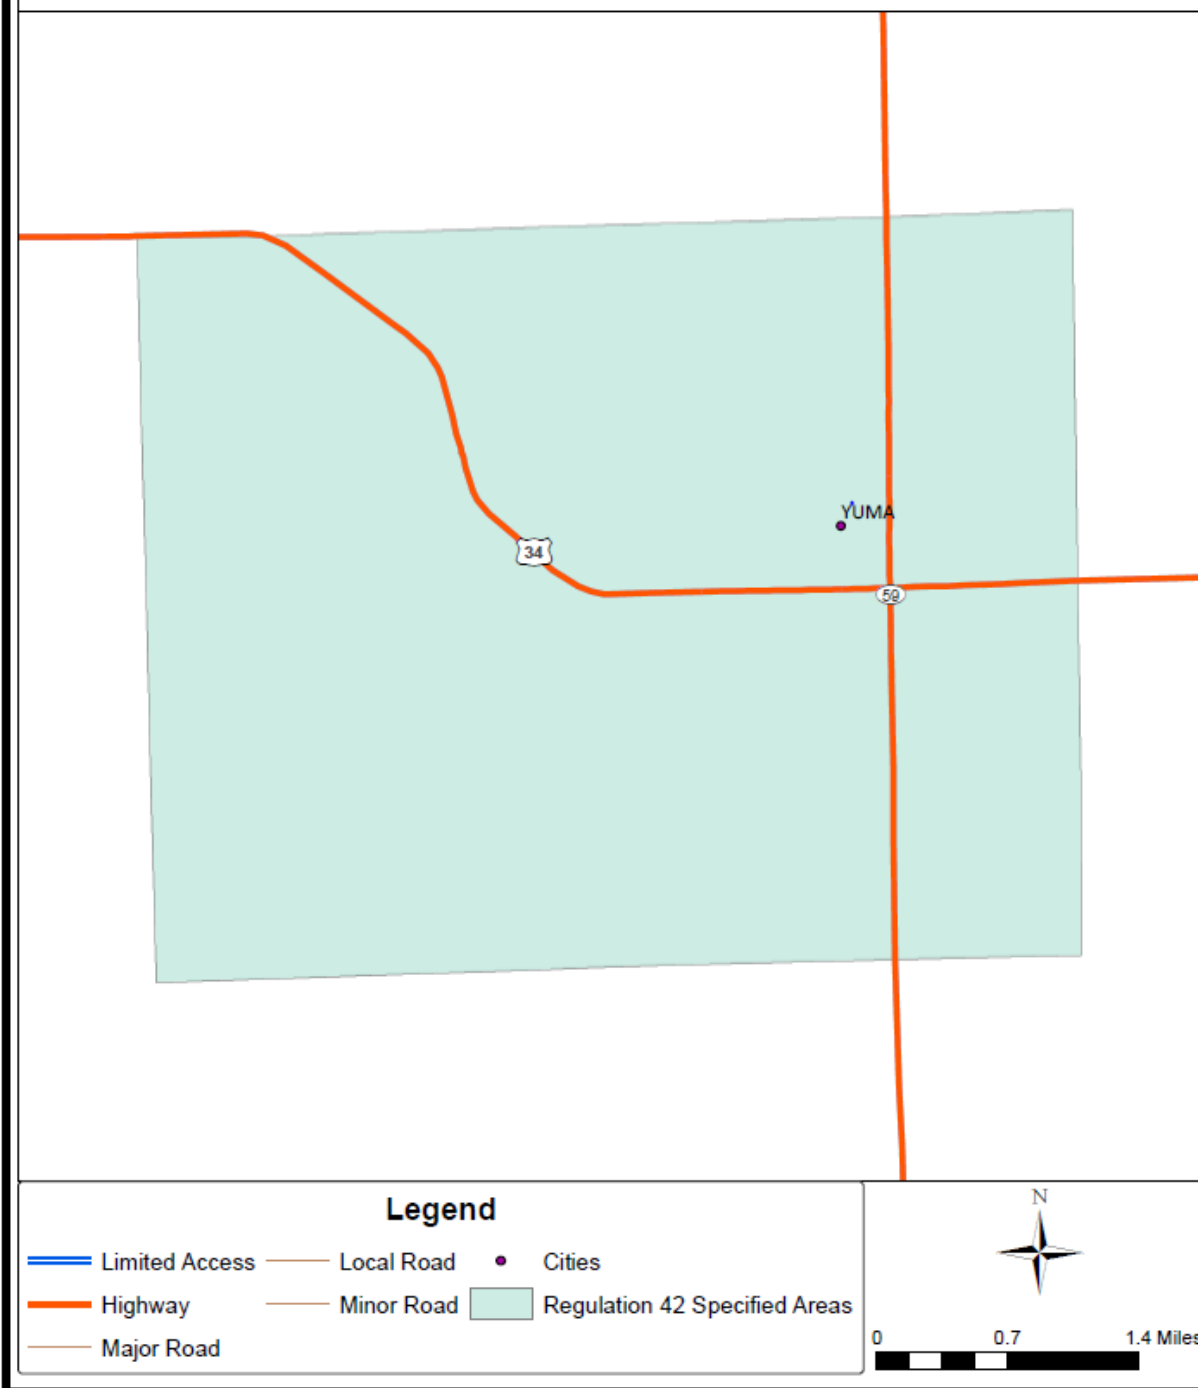 YUMA
34
59
Legend
Limited Access
Local Road
Cities
Highway
Minor Road
Regulation 42 Specified Areas
Major Road
N
0 0.7 1.4 Miles